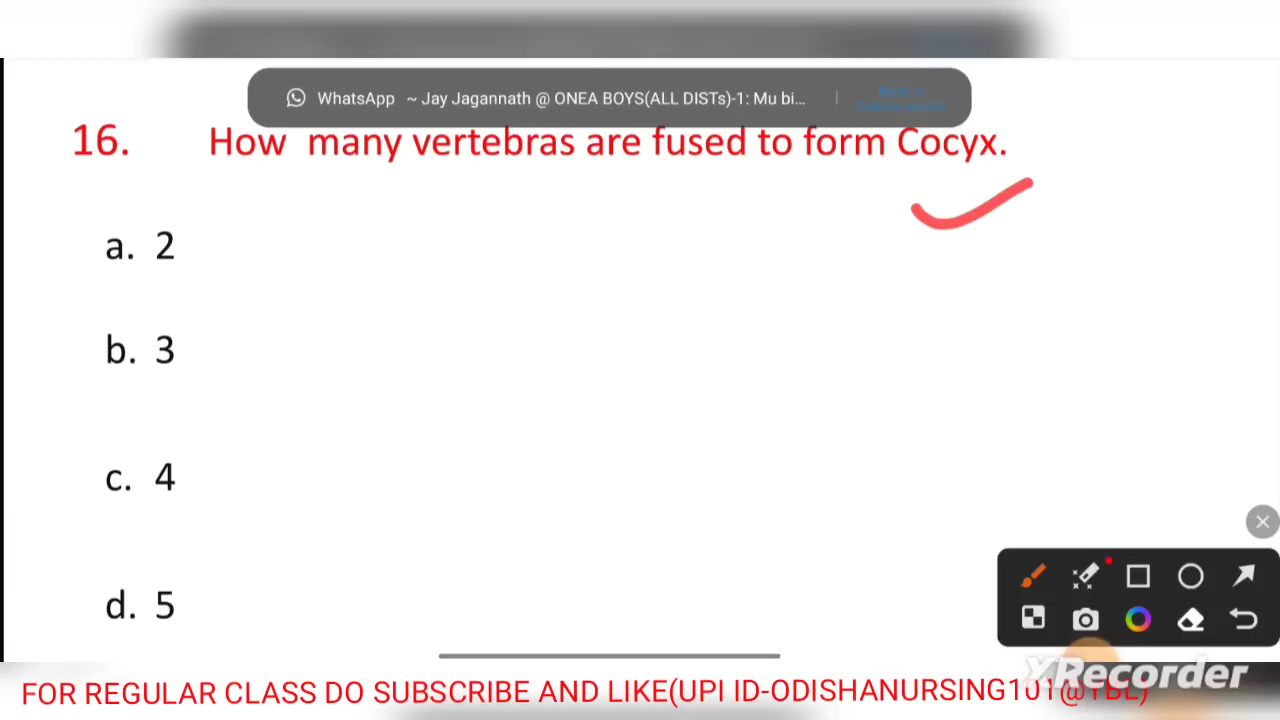 WhatsApp ~ Jay Jagannath @ ONEA BOYS(ALL DISTs)-1: Mu bi...
16. How many vertebras are fused to form Cocyx.
a. 2
b. 3
c. 4
d. 5
XRecorder
FOR REGULAR CLASS DO SUBSCRIBE AND LIKE(UPI ID-ODISHANURSING101@YBL)